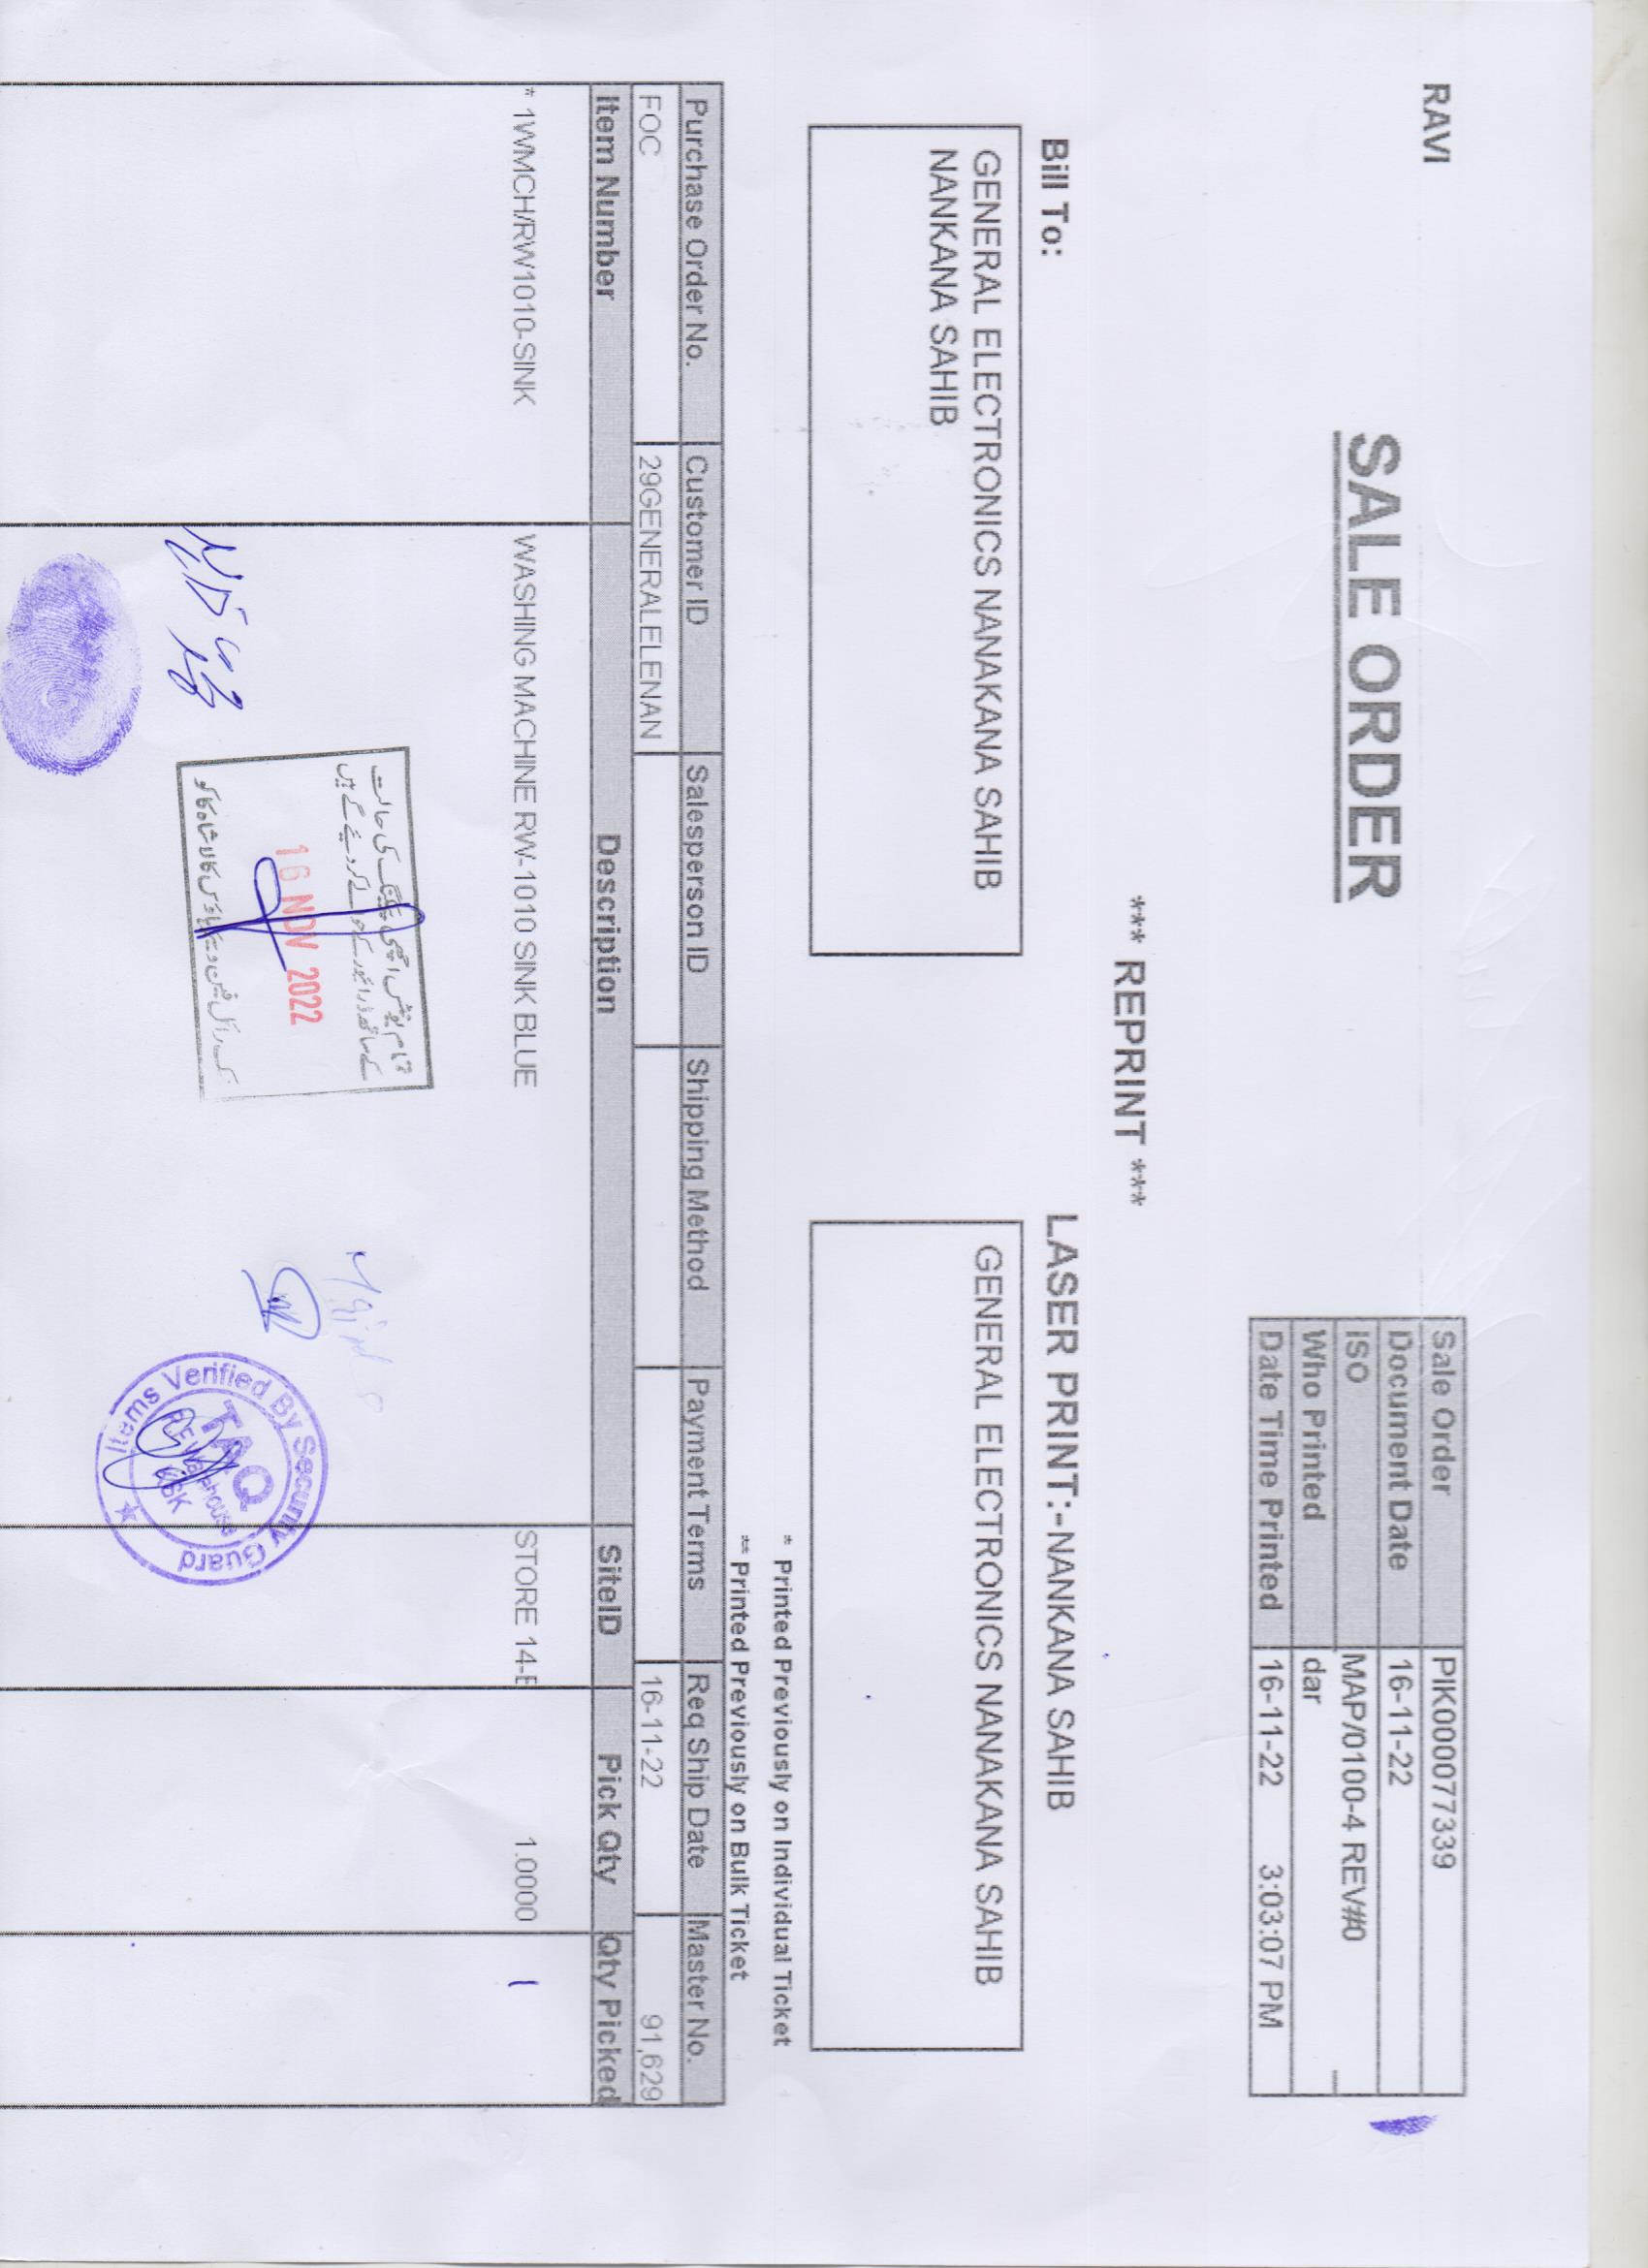 RAVI
SALE ORDER
Sale Order PIK000077339
Document Date 16-11-22
ISO MAP/0100-4 REV#0
Who Printed dar
Date Time Printed 16-11-22 3:03:07 PM
*** REPRINT ***
Bill To:
GENERAL ELECTRONICS NANAKANA SAHIB
NANKANA SAHIB
LASER PRINT:-NANKANA SAHIB
GENERAL ELECTRONICS NANAKANA SAHIB
* Printed Previously on Individual Ticket
** Printed Previously on Bulk Ticket
Purchase Order No. Customer ID Salesperson ID Shipping Method Payment Terms Req Ship Date Master No.
FOC 29GENERALELENAN 16-11-22 91,629
Item Number Description SiteID Pick Qty Qty Picked
* 1WMCH/RW1010-SINK WASHING MACHINE RW-1010 SINK BLUE STORE 14-E 1.0000 1
تمام یونٹس اچھی پیکنگ کی حالت
کے ساتھ ڈرائیور کے حوالے کر دیئے گے ہیں
16 NOV 2022
رائل فین ویئر ہاؤس کالا شاہ کاکو
Items Verified By Security Guard
TAQ
R.F Warehouse
KSK